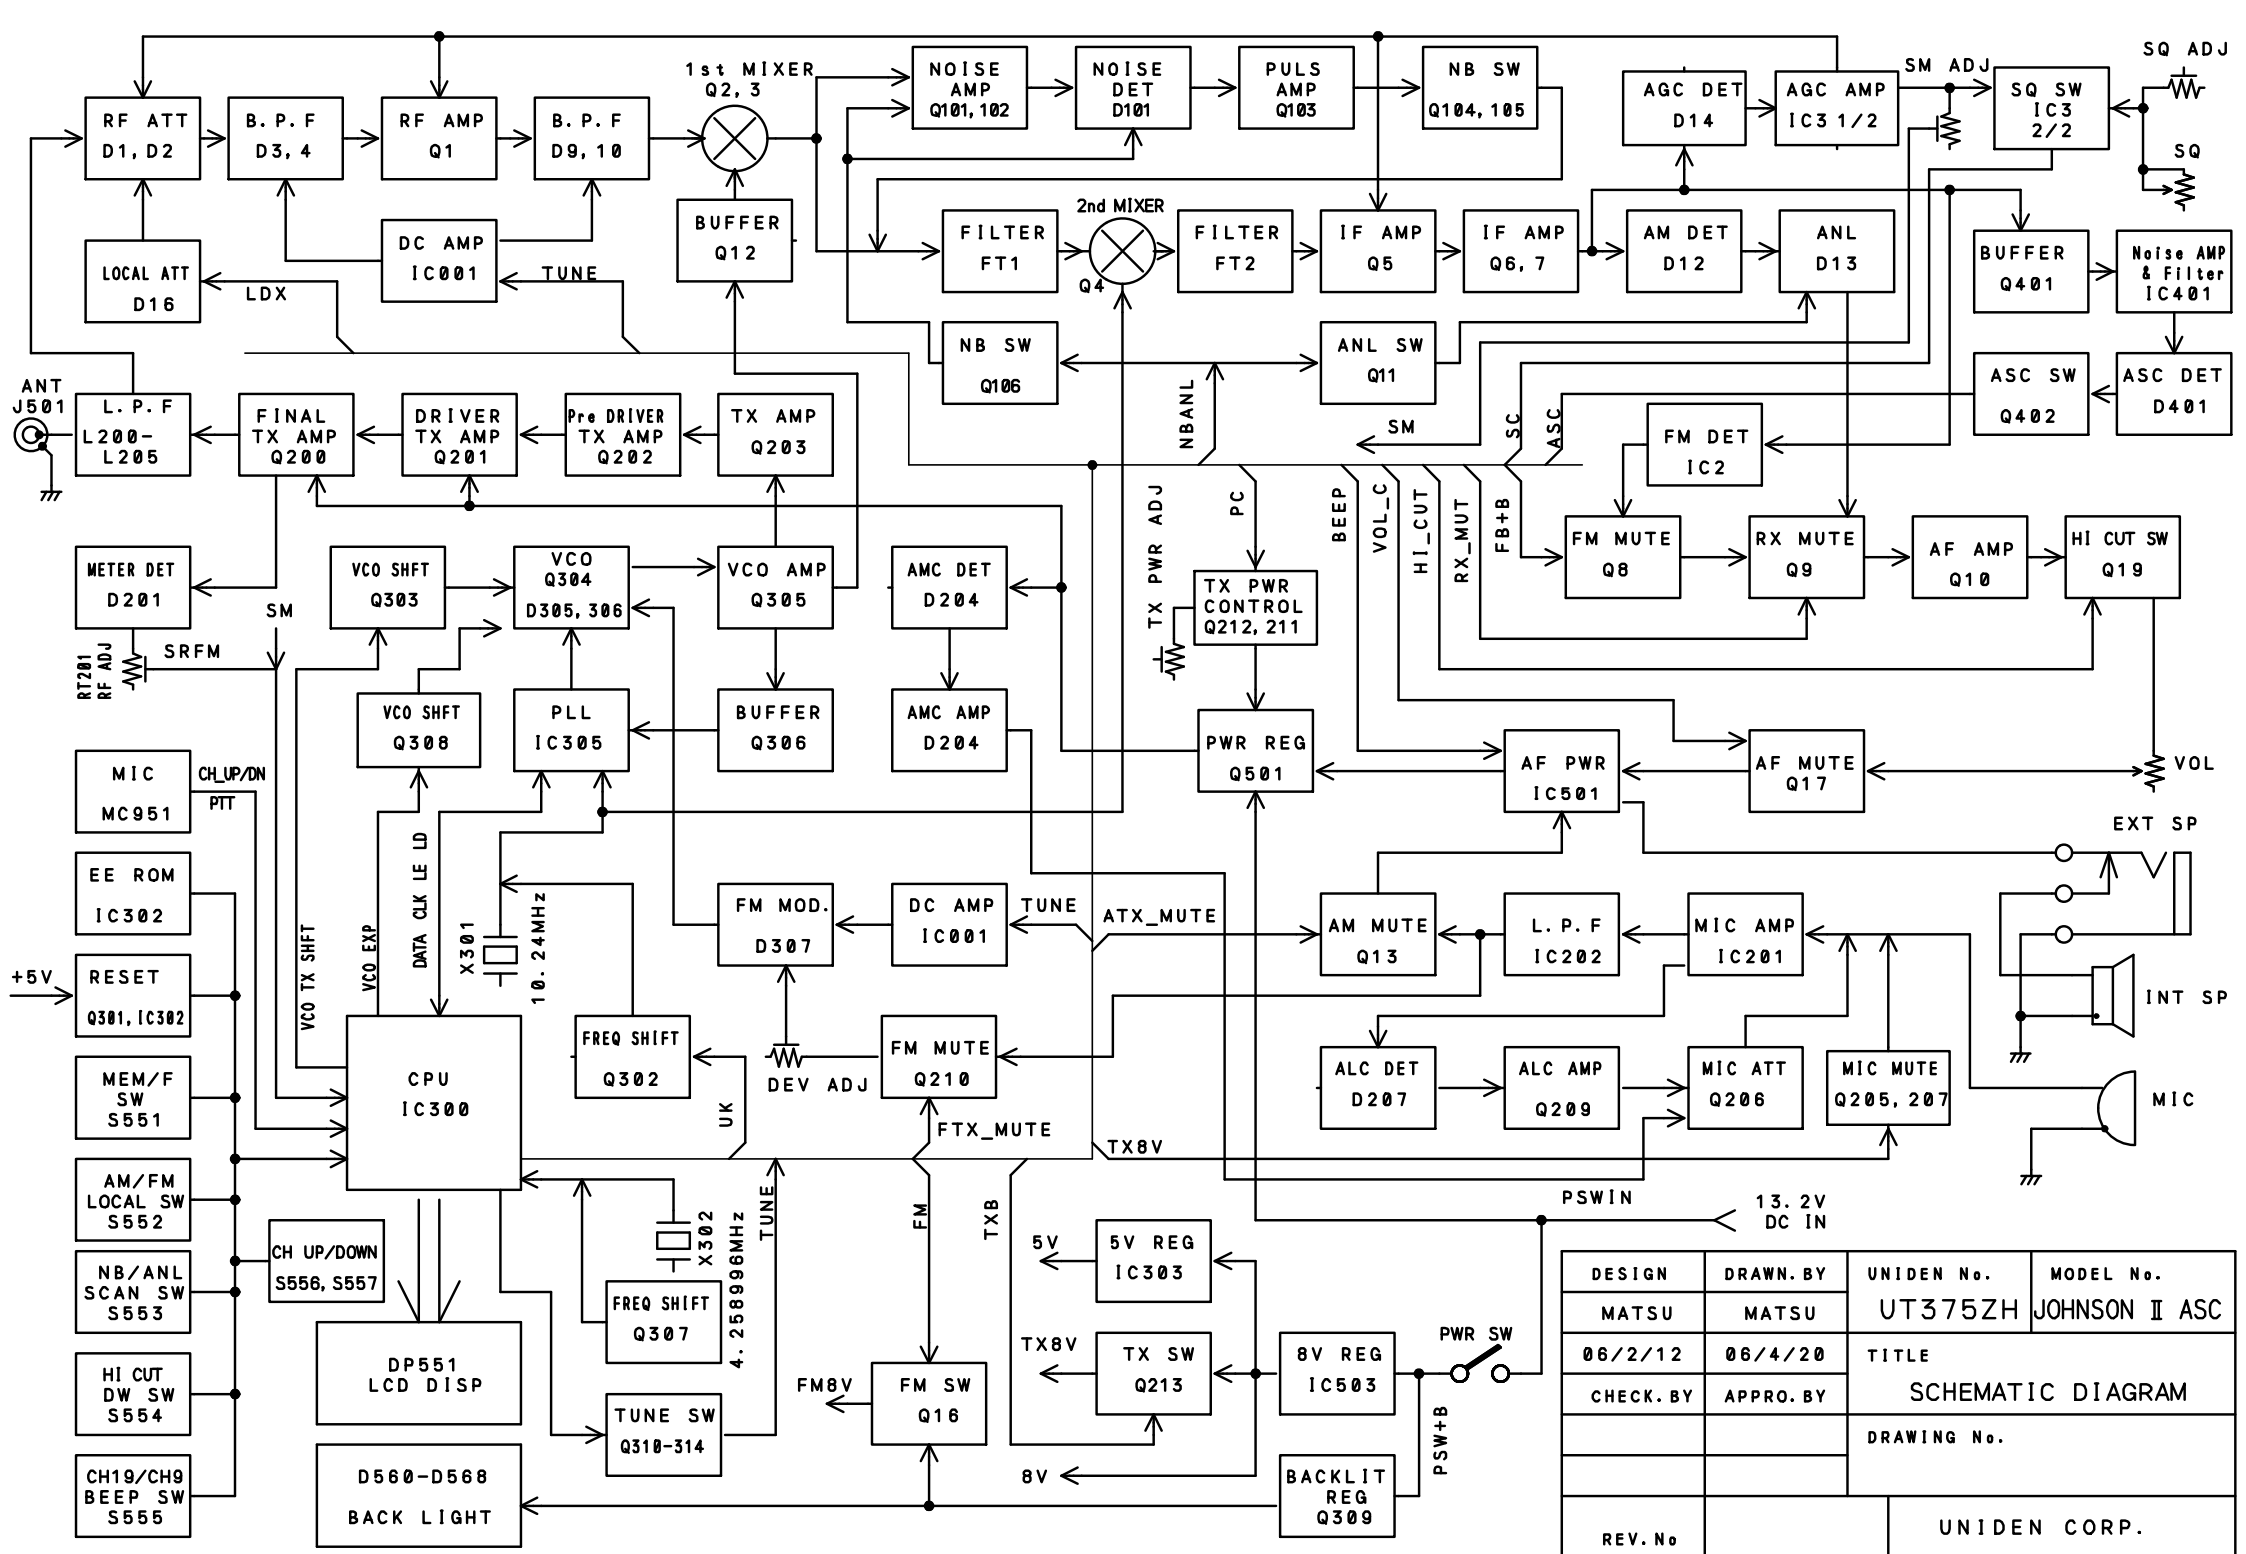 1st MIXER
Q2, 3
RF ATT
D1, D2
B. P. F
D3, 4
RF AMP
Q1
B. P. F
D9, 10
NOISE
AMP
Q101, 102
NOISE
DET
D101
PULS
AMP
Q103
NB SW
Q104, 105
AGC DET
D14
AGC AMP
IC3 1/2
SM ADJ
SQ SW
IC3
2/2
SQ ADJ
SQ
LOCAL ATT
D16
LDX
DC AMP
IC001
TUNE
BUFFER
Q12
FILTER
FT1
2nd MIXER
Q4
FILTER
FT2
IF AMP
Q5
IF AMP
Q6, 7
AM DET
D12
ANL
D13
BUFFER
Q401
Noise AMP
& Filter
IC401
NB SW
Q106
NBANL
ANL SW
Q11
SM
SC
ASC
ASC SW
Q402
ASC DET
D401
FM DET
IC2
ANT
J501
L. P. F
L200-
L205
FINAL
TX AMP
Q200
DRIVER
TX AMP
Q201
Pre DRIVER
TX AMP
Q202
TX AMP
Q203
TX PWR ADJ
PC
BEEP
VOL_C
HI_CUT
RX_MUT
FB+B
FM MUTE
Q8
RX MUTE
Q9
AF AMP
Q10
HI CUT SW
Q19
METER DET
D201
SM
SRFM
RT201
RF ADJ
VCO SHFT
Q303
VCO
Q304
D305, 306
VCO AMP
Q305
AMC DET
D204
TX PWR
CONTROL
Q212, 211
VCO SHFT
Q308
PLL
IC305
BUFFER
Q306
AMC AMP
D204
PWR REG
Q501
AF PWR
IC501
AF MUTE
Q17
VOL
MIC
MC951
CH_UP/DN
PTT
EXT SP
EE ROM
IC302
VCO TX SHFT
VCO EXP
DATA CLK LE LD
X301
10. 24MHz
FM MOD.
D307
DC AMP
IC001
TUNE
ATX_MUTE
AM MUTE
Q13
L. P. F
IC202
MIC AMP
IC201
INT SP
+5V
RESET
Q301, IC302
CPU
IC300
FREQ SHIFT
Q302
UK
DEV ADJ
FM MUTE
Q210
FTX_MUTE
ALC DET
D207
ALC AMP
Q209
MIC ATT
Q206
MIC MUTE
Q205, 207
MIC
TX8V
MEM/F
SW
S551
AM/FM
LOCAL SW
S552
CH UP/DOWN
S556, S557
NB/ANL
SCAN SW
S553
HI CUT
DW SW
S554
CH19/CH9
BEEP SW
S555
X302
4. 258996MHz
TUNE
FREQ SHIFT
Q307
FM
TXB
PSWIN
13. 2V
DC IN
5V
5V REG
IC303
TX8V
TX SW
Q213
8V REG
IC503
PWR SW
PSW+B
8V
BACKLIT
REG
Q309
DP551
LCD DISP
TUNE SW
Q310-314
FM8V
FM SW
Q16
D560-D568
BACK LIGHT
DESIGN
DRAWN. BY
UNIDEN No.
MODEL No.
MATSU
MATSU
UT375ZH
JOHNSON II ASC
06/2/12
06/4/20
TITLE
CHECK. BY
APPRO. BY
SCHEMATIC DIAGRAM
DRAWING No.
REV. No
UNIDEN CORP.